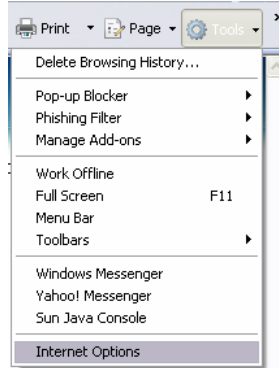 Print Page Tools
Delete Browsing History...
Pop-up Blocker
Phishing Filter
Manage Add-ons
Work Offline
Full Screen F11
Menu Bar
Toolbars
Windows Messenger
Yahoo! Messenger
Sun Java Console
Internet Options